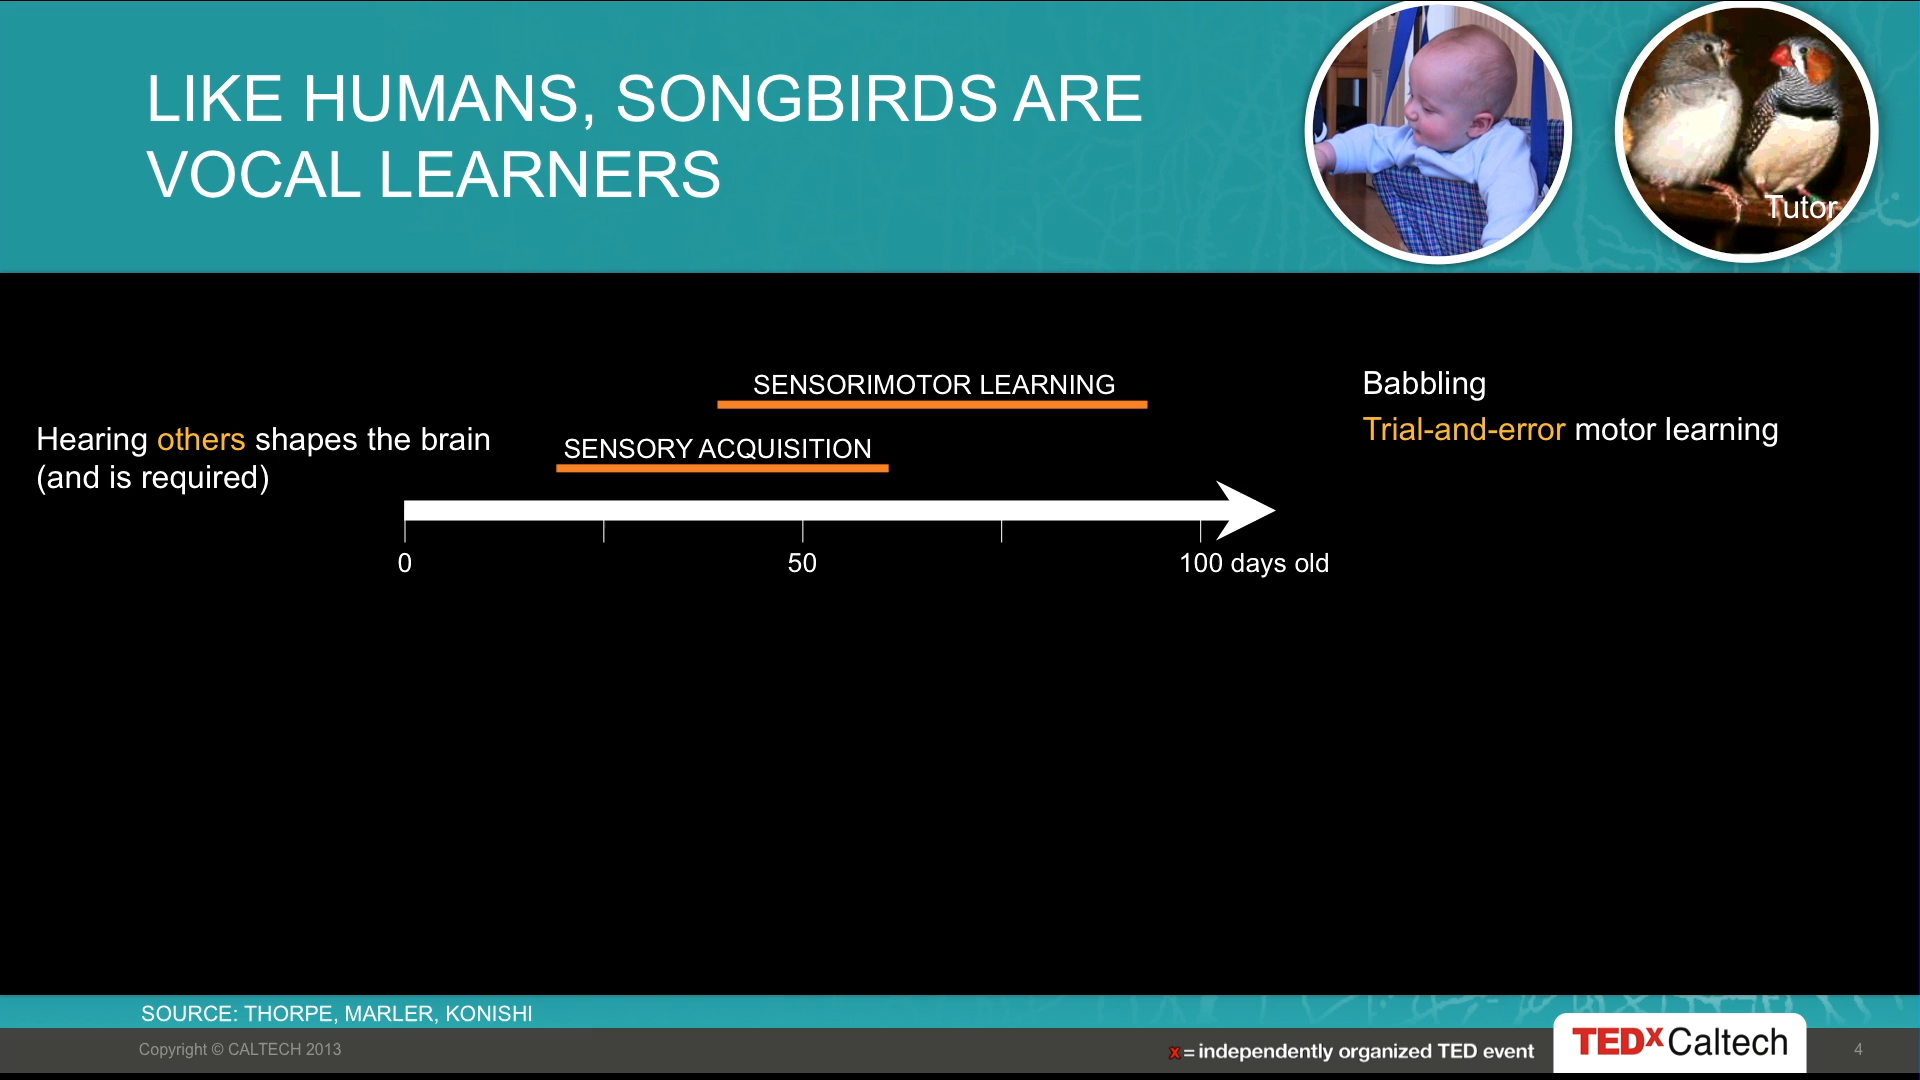 LIKE HUMANS, SONGBIRDS ARE
VOCAL LEARNERS
Tutor
SENSORIMOTOR LEARNING
Babbling
Trial-and-error motor learning
Hearing others shapes the brain
(and is required)
SENSORY ACQUISITION
0
50
100 days old
SOURCE: THORPE, MARLER, KONISHI
Copyright © CALTECH 2013
x=independently organized TED event
TEDxCaltech
4